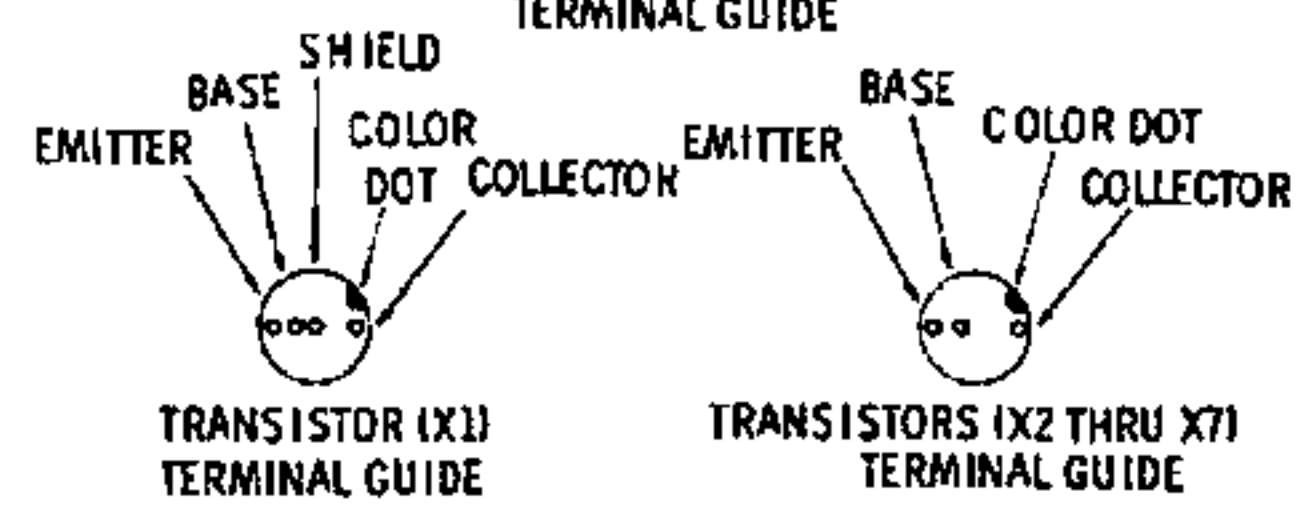 TERMINAL GUIDE
SHIELD
BASE
EMITTER
COLOR
DOT
COLLECTOR
TRANSISTOR (X1)
TERMINAL GUIDE
BASE
EMITTER
COLOR DOT
COLLECTOR
TRANSISTORS (X2 THRU X7)
TERMINAL GUIDE